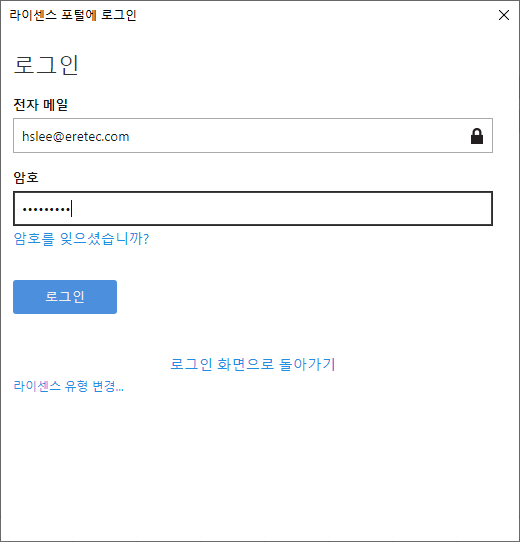 라이센스 포털에 로그인
로그인
전자 메일
hslee@eretec.com
암호
•••••••••
암호를 잊으셨습니까?
로그인
로그인 화면으로 돌아가기
라이센스 유형 변경...